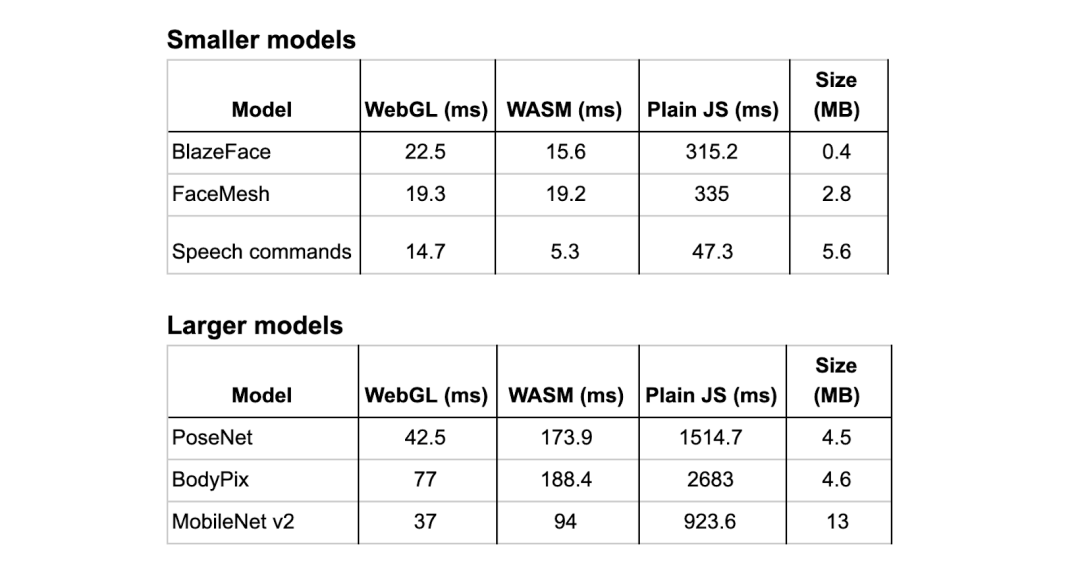 Smaller models
Size
Model WebGL (ms) WASM (ms) Plain JS (ms) (MB)
BlazeFace 22.5 15.6 315.2 0.4
FaceMesh 19.3 19.2 335 2.8
Speech commands 14.7 5.3 47.3 5.6
Larger models
Size
Model WebGL (ms) WASM (ms) Plain JS (ms) (MB)
PoseNet 42.5 173.9 1514.7 4.5
BodyPix 77 188.4 2683 4.6
MobileNet v2 37 94 923.6 13